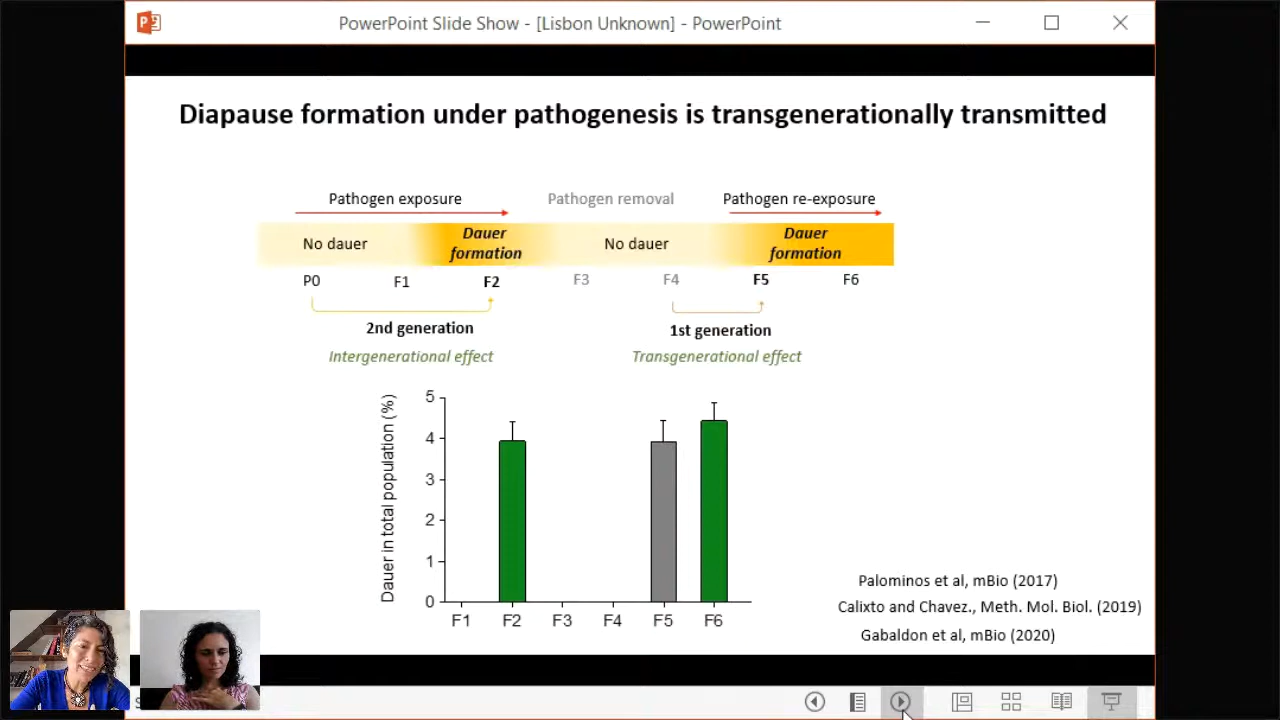 PowerPoint Slide Show - [Lisbon Unknown] - PowerPoint
Diapause formation under pathogenesis is transgenerationally transmitted
Pathogen exposure
Pathogen removal
Pathogen re-exposure
No dauer
Dauer
formation
No dauer
Dauer
formation
P0 F1 F2 F3 F4 F5 F6
2nd generation
1st generation
Intergenerational effect
Transgenerational effect
Dauer in total population (%)
5
4
3
2
1
0
F1 F2 F3 F4 F5 F6
Palominos et al, mBio (2017)
Calixto and Chavez., Meth. Mol. Biol. (2019)
Gabaldon et al, mBio (2020)